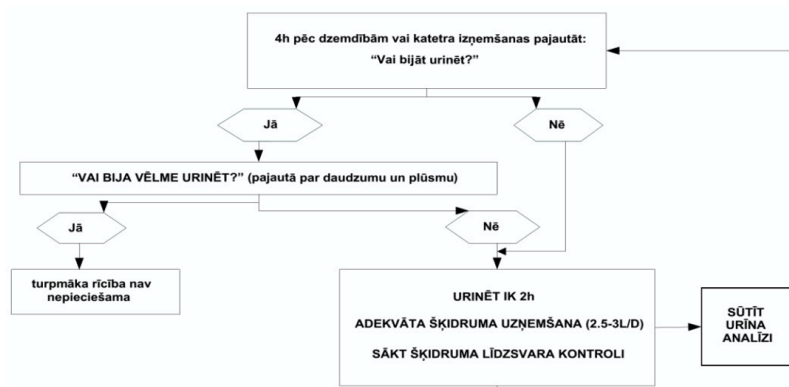 4h pēc dzemdībām vai katetra izņemšanas pajautāt:
“Vai bijāt urinēt?”
Jā
Nē
“VAI BIJA VĒLME URINĒT?” (pajautā par daudzumu un plūsmu)
Jā
Nē
turpmāka rīcība nav
nepieciešama
URINĒT IK 2h
ADEKVĀTA ŠĶIDRUMA UZŅEMŠANA (2.5-3L/D)
SĀKT ŠĶIDRUMA LĪDZSVARA KONTROLI
SŪTĪT
URĪNA
ANALĪZI